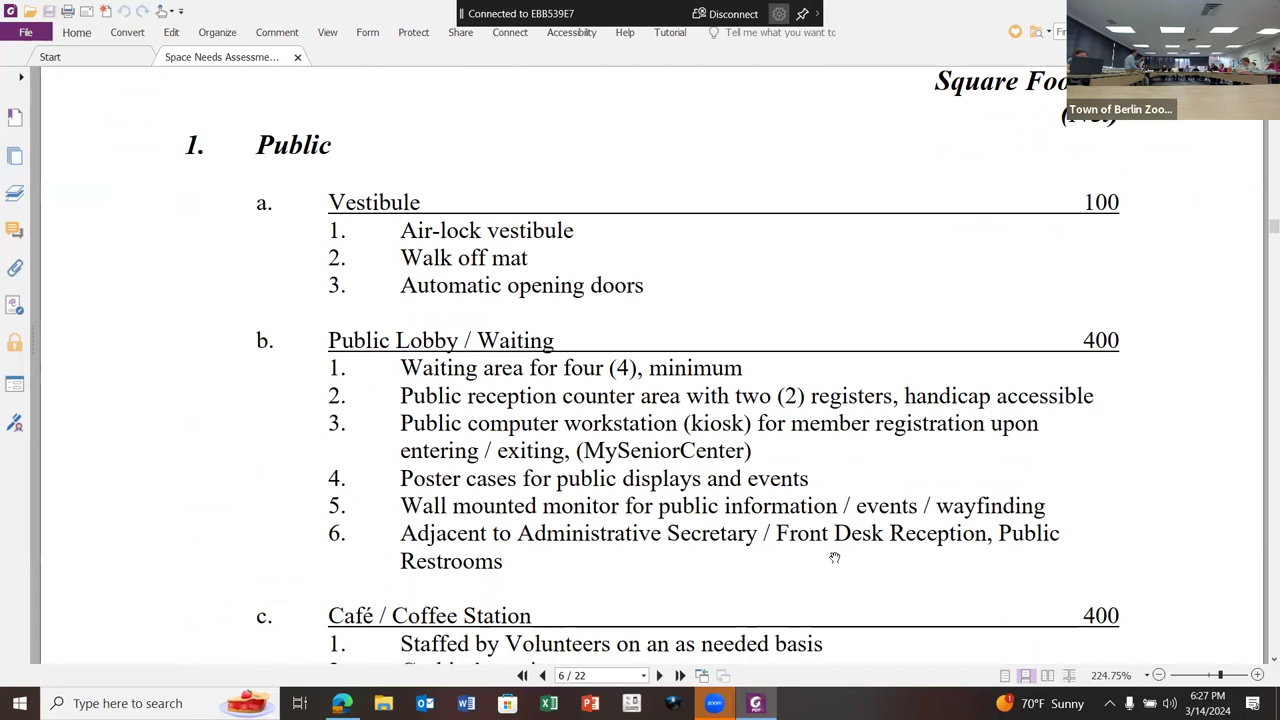 Connected to EBB539E7
Disconnect
File Home Convert Edit Organize Comment View Form Protect Share Connect Accessibility Help Tutorial Tell me what you want to
Start Space Needs Assessme...
Town of Berlin Zoo...
Square Foo
(Net)
1. Public
a. Vestibule 100
1. Air-lock vestibule
2. Walk off mat
3. Automatic opening doors
b. Public Lobby / Waiting 400
1. Waiting area for four (4), minimum
2. Public reception counter area with two (2) registers, handicap accessible
3. Public computer workstation (kiosk) for member registration upon
entering / exiting, (MySeniorCenter)
4. Poster cases for public displays and events
5. Wall mounted monitor for public information / events / wayfinding
6. Adjacent to Administrative Secretary / Front Desk Reception, Public
Restrooms
c. Café / Coffee Station 400
1. Staffed by Volunteers on an as needed basis
6 / 22
224.75%
Type here to search
zoom
70°F Sunny
6:27 PM
3/14/2024